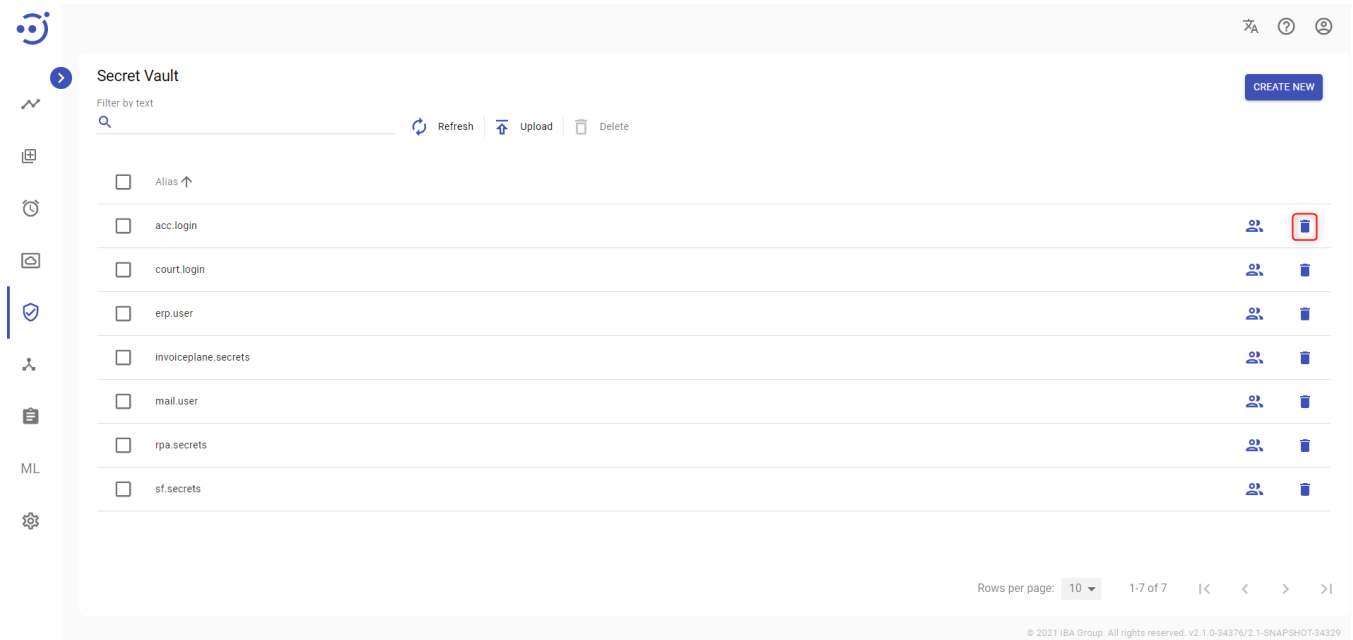 Secret Vault
CREATE NEW
Filter by text
Refresh
Upload
Delete
Alias
acc.login
court.login
erp.user
invoiceplane.secrets
mail.user
rpa.secrets
sf.secrets
ML
Rows per page: 10 1-7 of 7
© 2021 IBA Group. All rights reserved. v2.1.0-34376/2.1-SNAPSHOT-34329